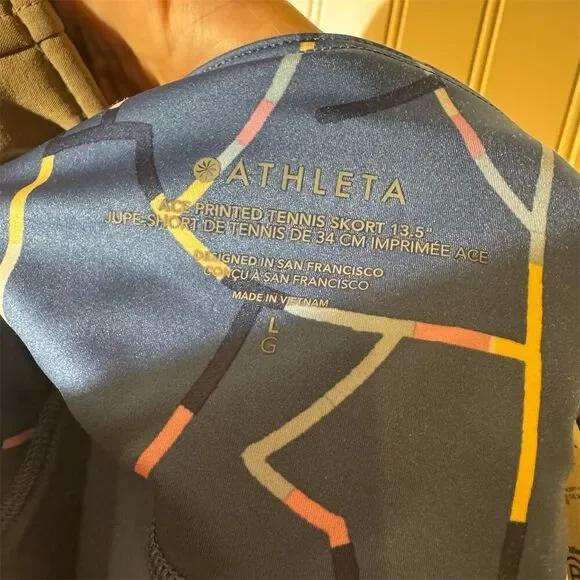 ATHLETA
ACE PRINTED TENNIS SKORT 13.5"
JUPE-SHORT DE TENNIS DE 34 CM IMPRIMÉE ACE
DESIGNED IN SAN FRANCISCO
CONÇU À SAN FRANCISCO
MADE IN VIETNAM
L
G